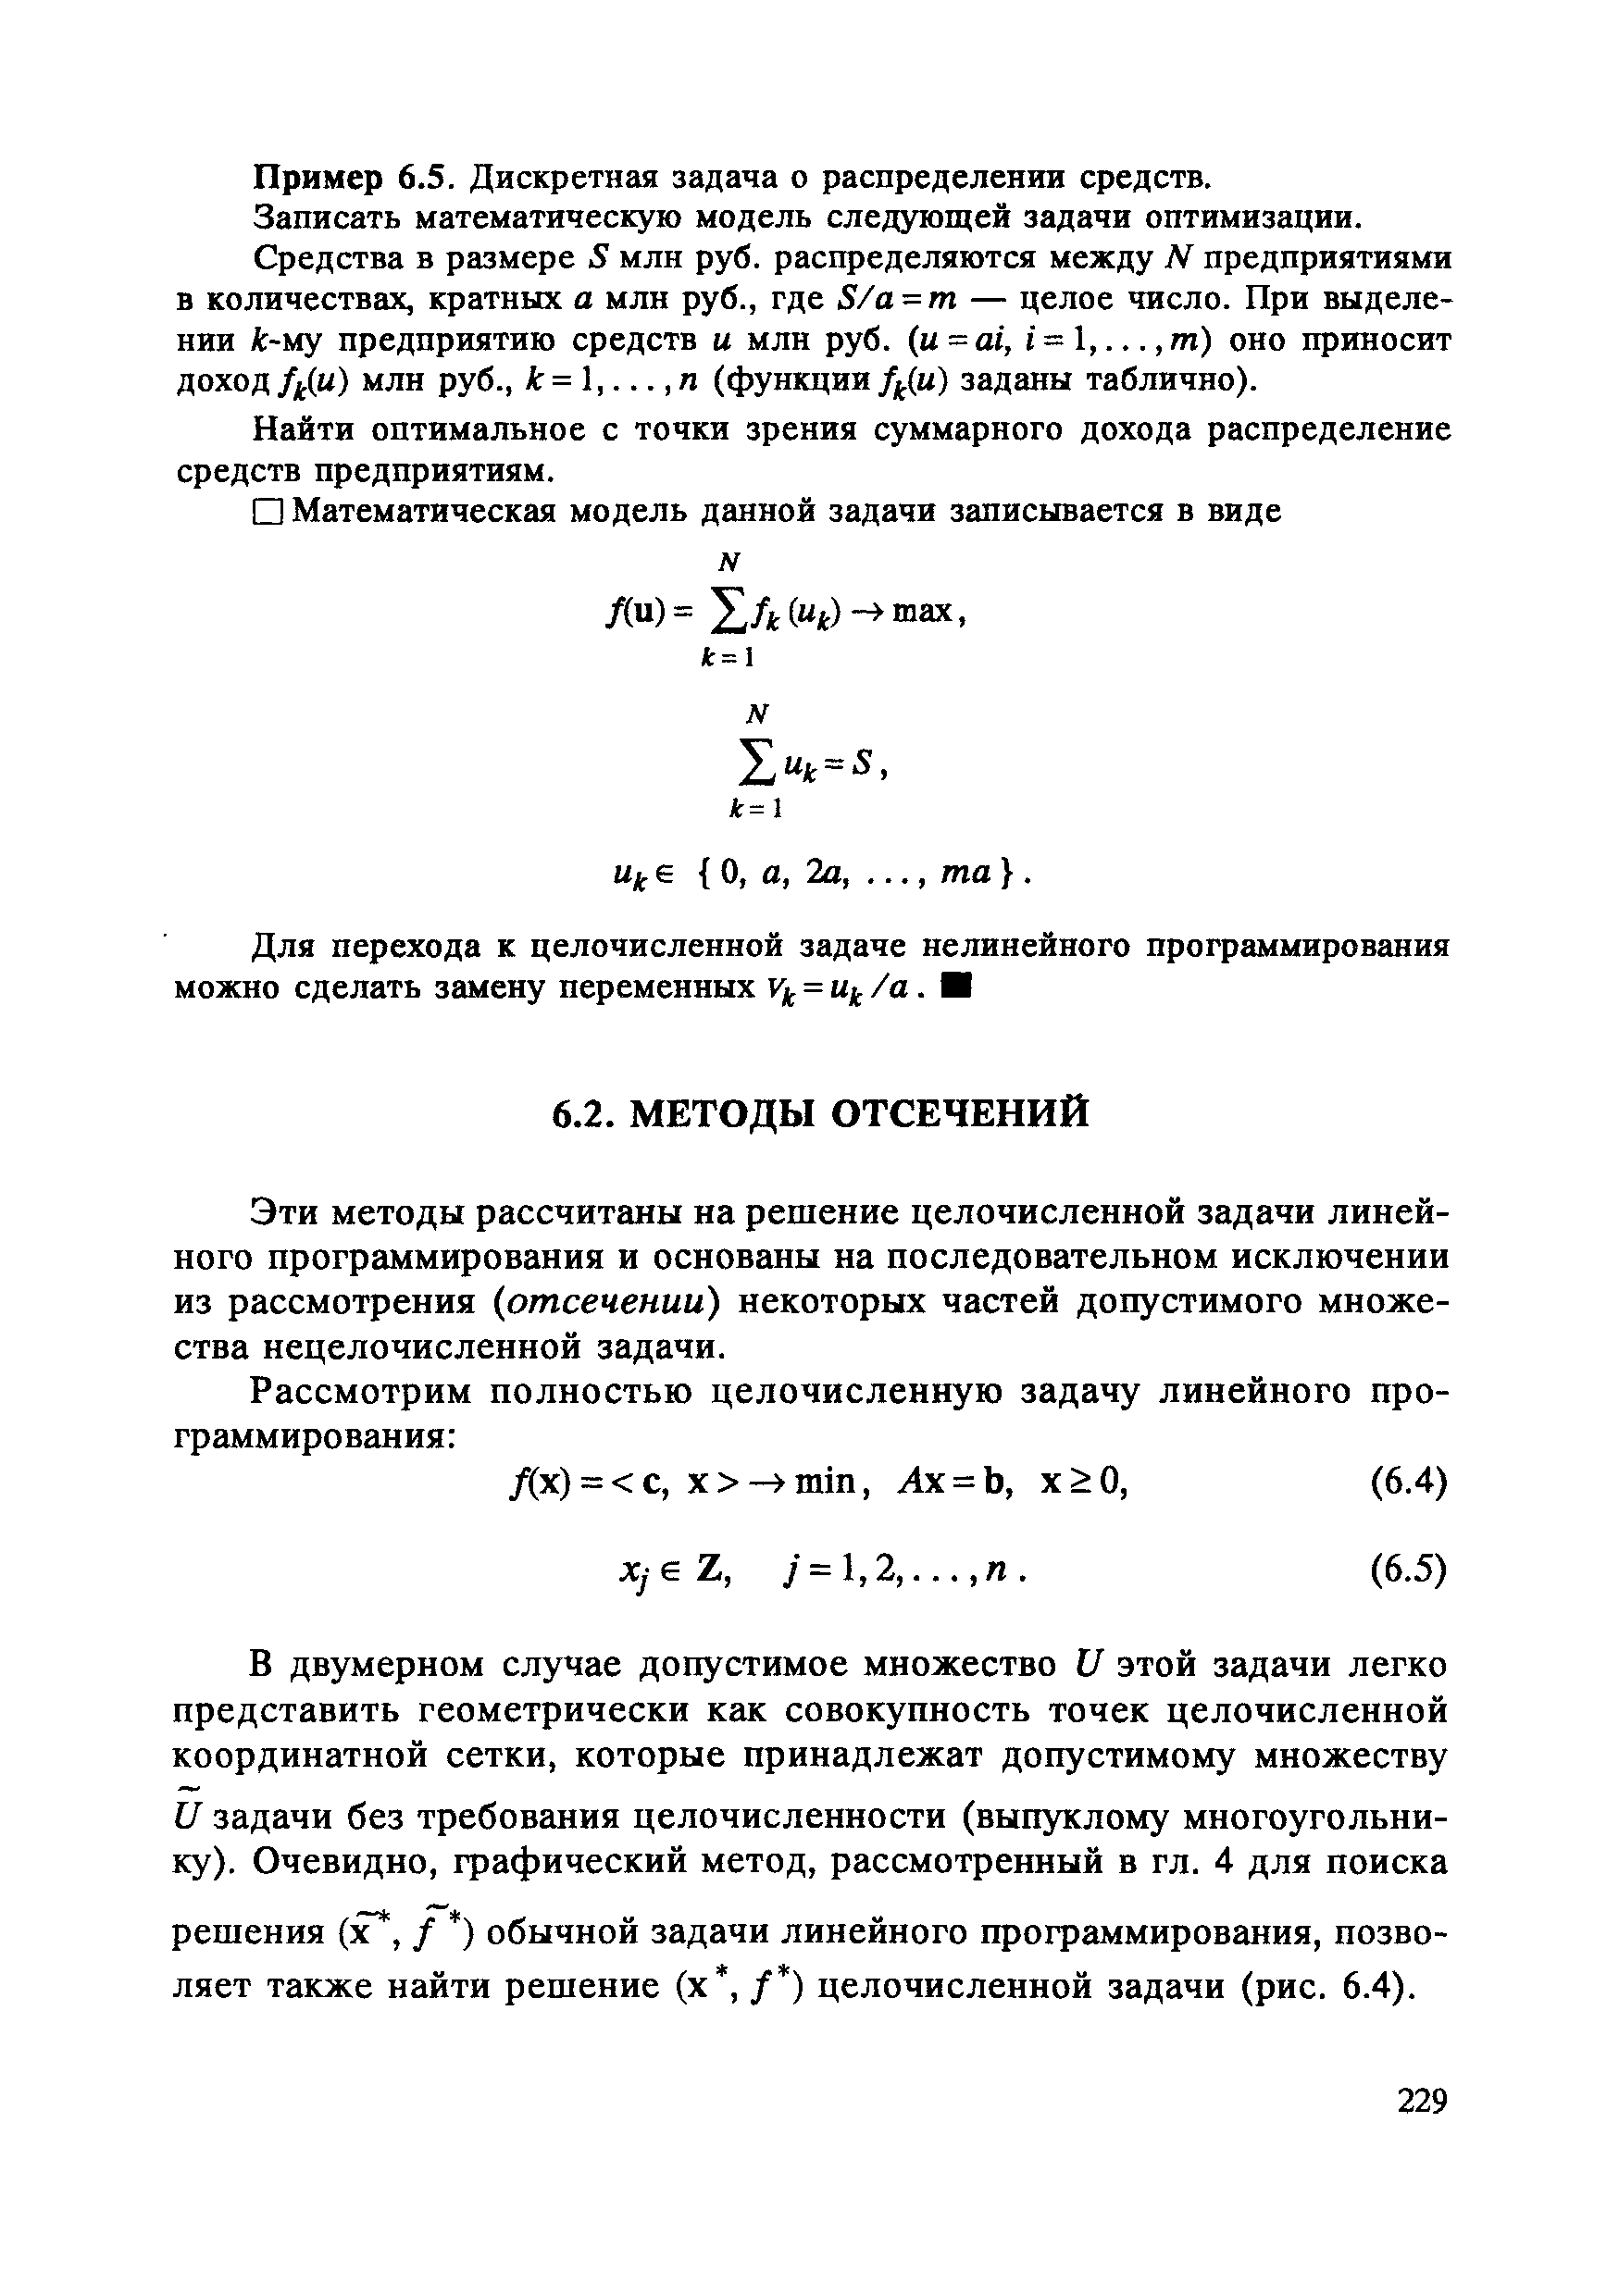 Пример 6.5. Дискретная задача о распределении средств.
Записать математическую модель следующей задачи оптимизации.
Средства в размере S млн руб. распределяются между N предприятиями
в количествах, кратных a млн руб., где S/a = m — целое число. При выделе-
нии k-му предприятию средств u млн руб. (u = ai, i = 1,...,m) оно приносит
доход fₖ(u) млн руб., k = 1,...,n (функции fₖ(u) заданы таблично).
Найти оптимальное с точки зрения суммарного дохода распределение
средств предприятиям.
□ Математическая модель данной задачи записывается в виде
N
f(u) = ∑ fₖ(uₖ) → max,
k = 1
N
∑ uₖ = S,
k = 1
uₖ ∈ {0, a, 2a, ..., ma}.
Для перехода к целочисленной задаче нелинейного программирования
можно сделать замену переменных vₖ = uₖ/a. ■
6.2. МЕТОДЫ ОТСЕЧЕНИЙ
Эти методы рассчитаны на решение целочисленной задачи линей-
ного программирования и основаны на последовательном исключении
из рассмотрения (отсечении) некоторых частей допустимого множе-
ства нецелочисленной задачи.
Рассмотрим полностью целочисленную задачу линейного про-
граммирования:
f(x) = < c, x > → min, Ax = b, x ≥ 0, (6.4)
xⱼ ∈ Z, j = 1, 2,...,n. (6.5)
В двумерном случае допустимое множество U этой задачи легко
представить геометрически как совокупность точек целочисленной
координатной сетки, которые принадлежат допустимому множеству
Ũ задачи без требования целочисленности (выпуклому многоугольни-
ку). Очевидно, графический метод, рассмотренный в гл. 4 для поиска
решения (x̃*, f̃*) обычной задачи линейного программирования, позво-
ляет также найти решение (x*, f*) целочисленной задачи (рис. 6.4).
229